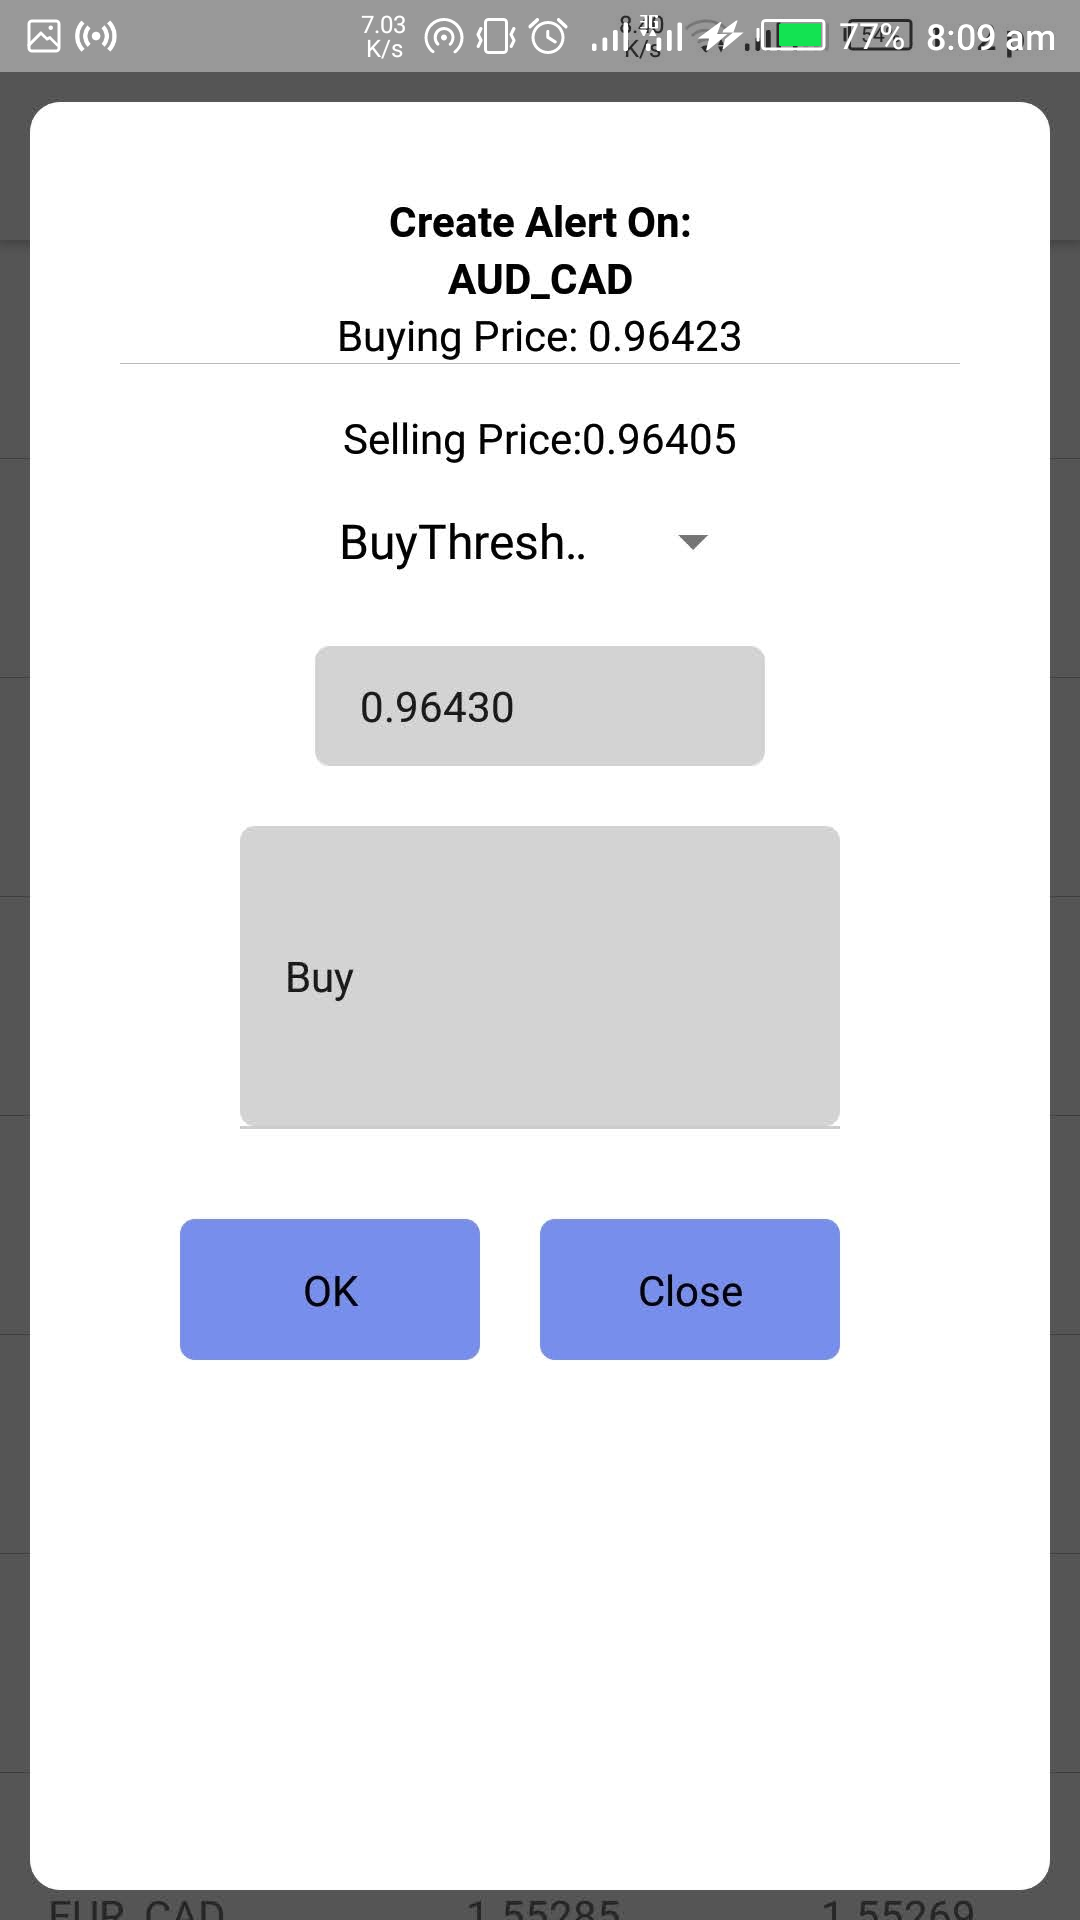 7.03
K/s
3G
77% 8:09 am
Create Alert On:
AUD_CAD
Buying Price: 0.96423
Selling Price:0.96405
BuyThresh..
0.96430
Buy
OK Close
EUR_CAD 1.55285 1.55269